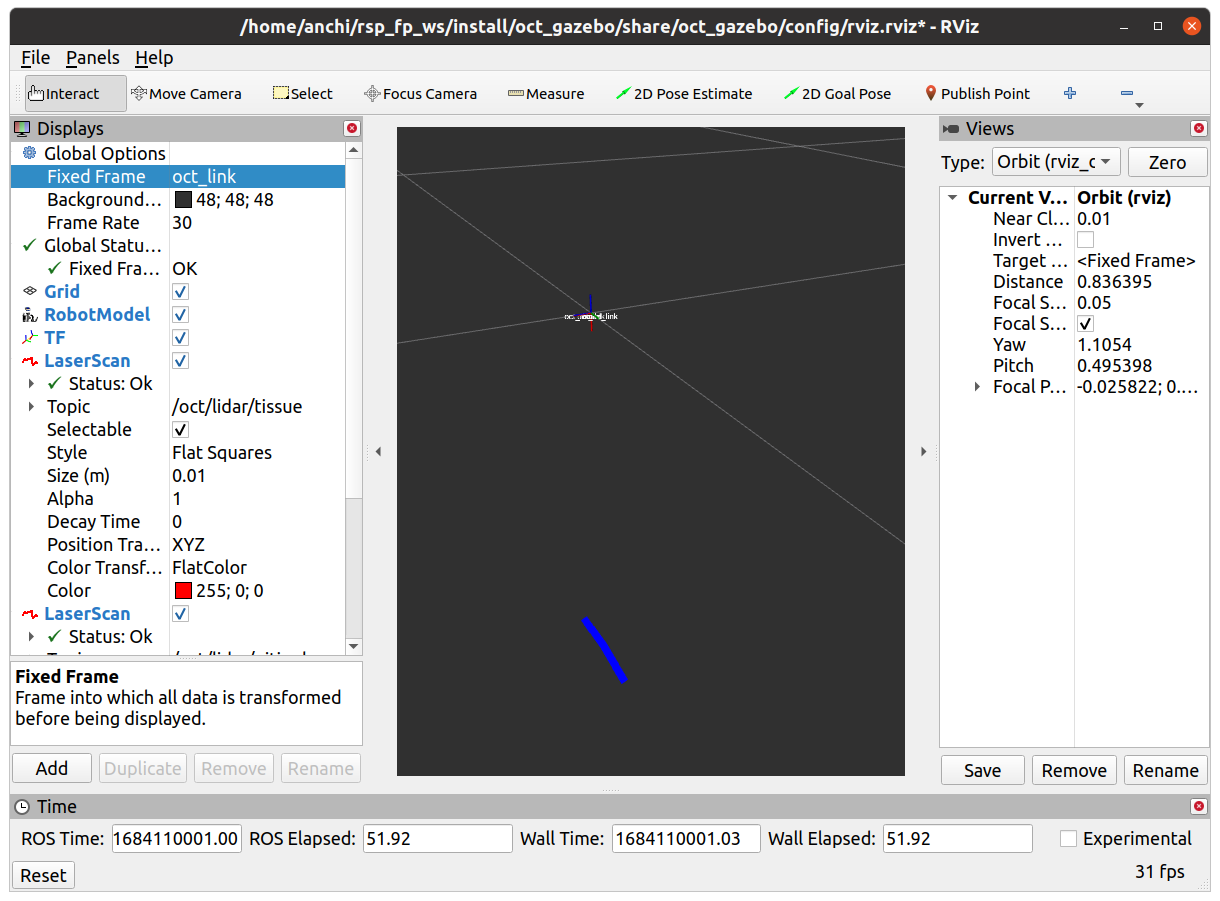 /home/anchi/rsp_fp_ws/install/oct_gazebo/share/oct_gazebo/config/rviz.rviz* - RViz
File Panels Help
Interact Move Camera Select Focus Camera Measure 2D Pose Estimate 2D Goal Pose Publish Point
Displays
Global Options
Fixed Frame oct_link
Background... 48; 48; 48
Frame Rate 30
Global Statu...
Fixed Fra... OK
Grid
RobotModel
TF
LaserScan
Status: Ok
Topic /oct/lidar/tissue
Selectable
Style Flat Squares
Size (m) 0.01
Alpha 1
Decay Time 0
Position Tra... XYZ
Color Transf... FlatColor
Color 255; 0; 0
LaserScan
Status: Ok
Fixed Frame
Frame into which all data is transformed
before being displayed.
Add Duplicate Remove Rename
Views
Type: Orbit (rviz_c Zero
Current V... Orbit (rviz)
Near Cl... 0.01
Invert ...
Target ... <Fixed Frame>
Distance 0.836395
Focal S... 0.05
Focal S...
Yaw 1.1054
Pitch 0.495398
Focal P... -0.025822; 0....
Save Remove Rename
Time
ROS Time: 1684110001.00 ROS Elapsed: 51.92 Wall Time: 1684110001.03 Wall Elapsed: 51.92 Experimental
Reset 31 fps